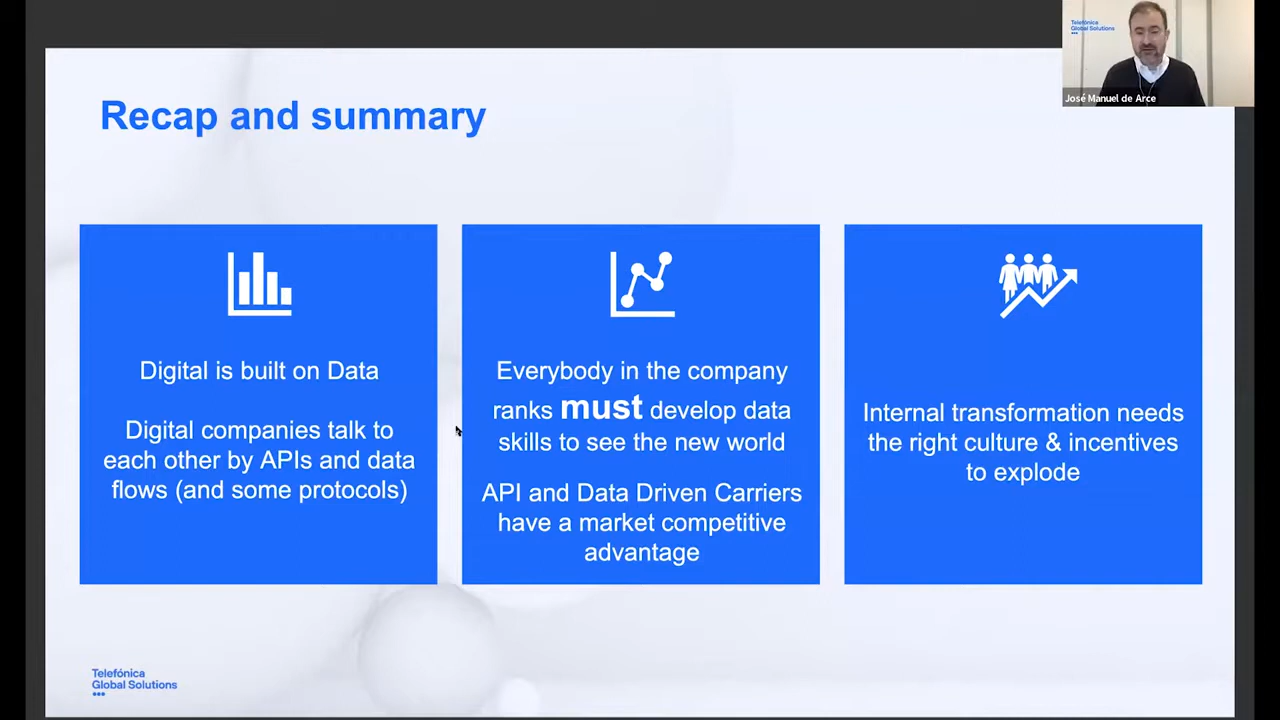 Telefónica
Global Solutions
José Manuel de Arce
Recap and summary
Digital is built on Data
Digital companies talk to
each other by APIs and data
flows (and some protocols)
Everybody in the company
ranks must develop data
skills to see the new world
API and Data Driven Carriers
have a market competitive
advantage
Internal transformation needs
the right culture & incentives
to explode
Telefónica
Global Solutions